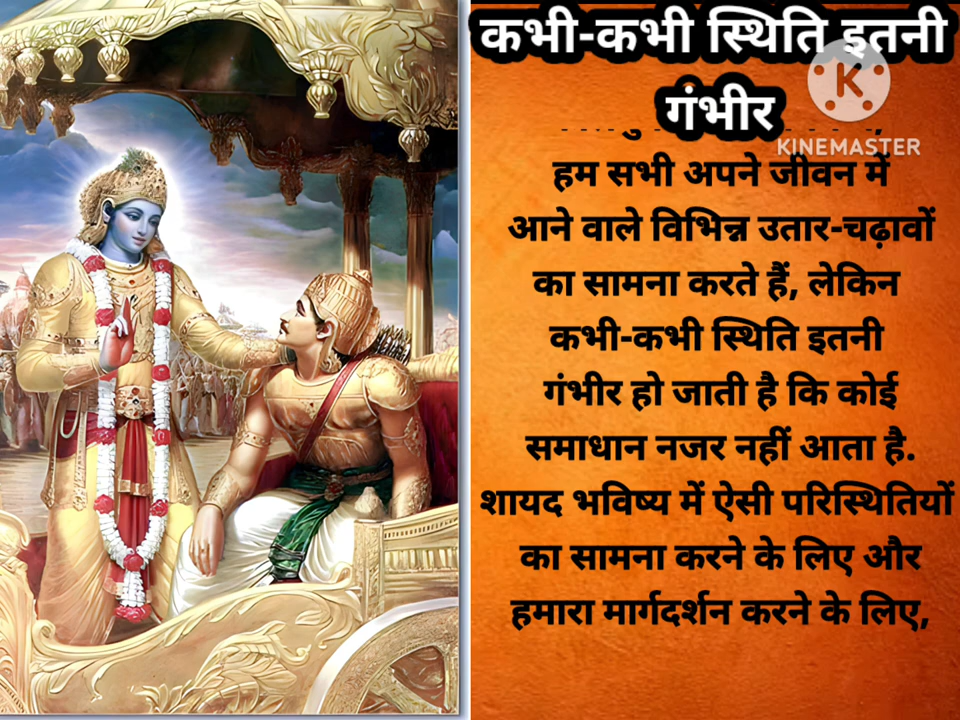 कभी-कभी स्थिति इतनी
गंभीर
K
KINEMASTER
हम सभी अपने जीवन में
आने वाले विभिन्न उतार-चढ़ावों
का सामना करते हैं, लेकिन
कभी-कभी स्थिति इतनी
गंभीर हो जाती है कि कोई
समाधान नजर नहीं आता है.
शायद भविष्य में ऐसी परिस्थितियों
का सामना करने के लिए और
हमारा मार्गदर्शन करने के लिए,